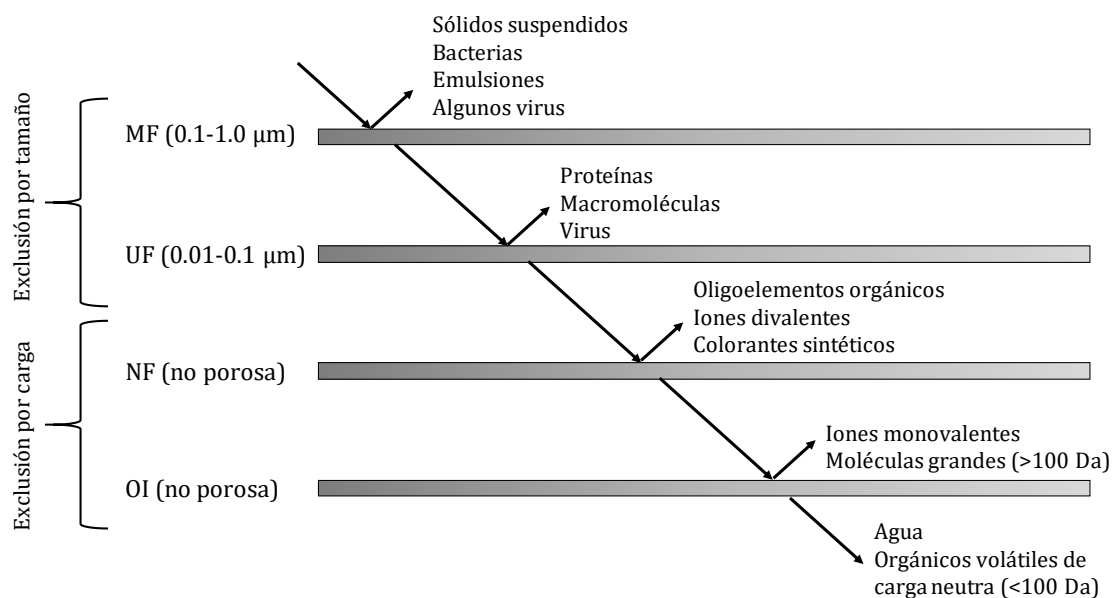 Sólidos suspendidos
Bacterias
Emulsiones
Algunos virus
Exclusión por tamaño
MF (0.1-1.0 μm)
Proteínas
Macromoléculas
Virus
UF (0.01-0.1 μm)
Oligoelementos orgánicos
Iones divalentes
Colorantes sintéticos
Exclusión por carga
NF (no porosa)
Iones monovalentes
Moléculas grandes (>100 Da)
OI (no porosa)
Agua
Orgánicos volátiles de
carga neutra (<100 Da)